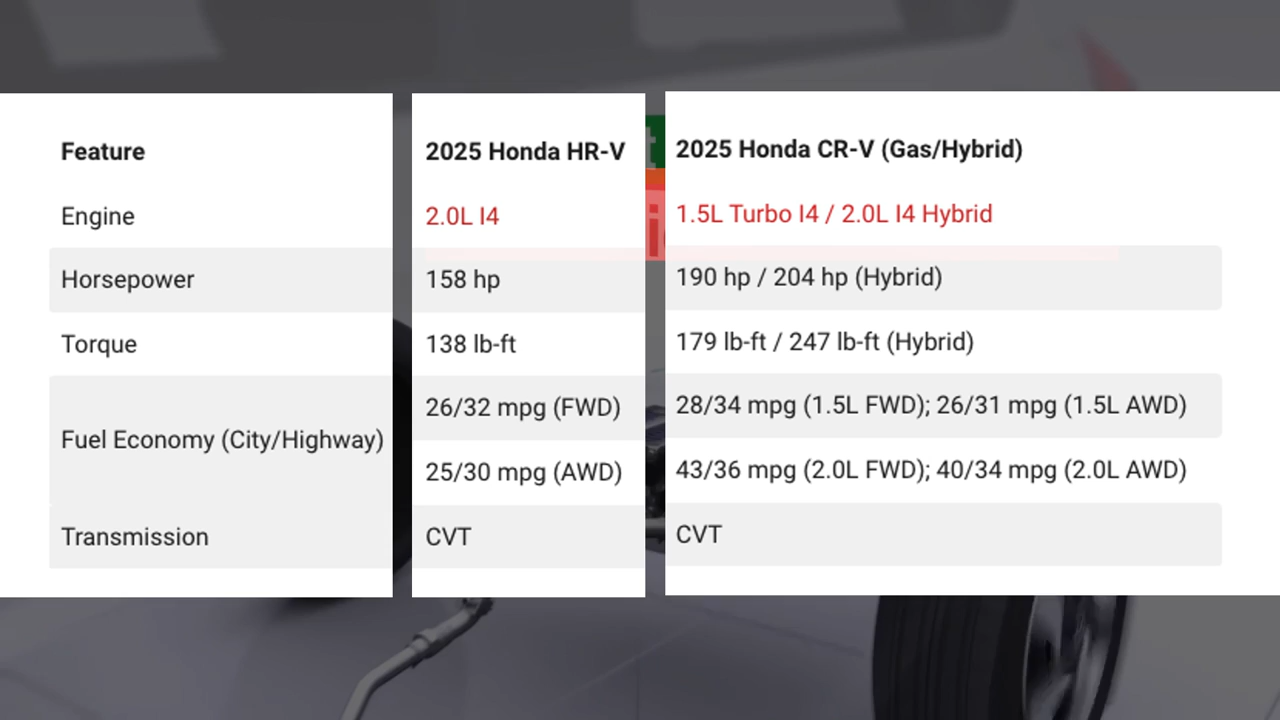 Feature 2025 Honda HR-V 2025 Honda CR-V (Gas/Hybrid)
Engine 2.0L I4 1.5L Turbo I4 / 2.0L I4 Hybrid
Horsepower 158 hp 190 hp / 204 hp (Hybrid)
Torque 138 lb-ft 179 lb-ft / 247 lb-ft (Hybrid)
Fuel Economy (City/Highway) 26/32 mpg (FWD) 28/34 mpg (1.5L FWD); 26/31 mpg (1.5L AWD)
25/30 mpg (AWD) 43/36 mpg (2.0L FWD); 40/34 mpg (2.0L AWD)
Transmission CVT CVT